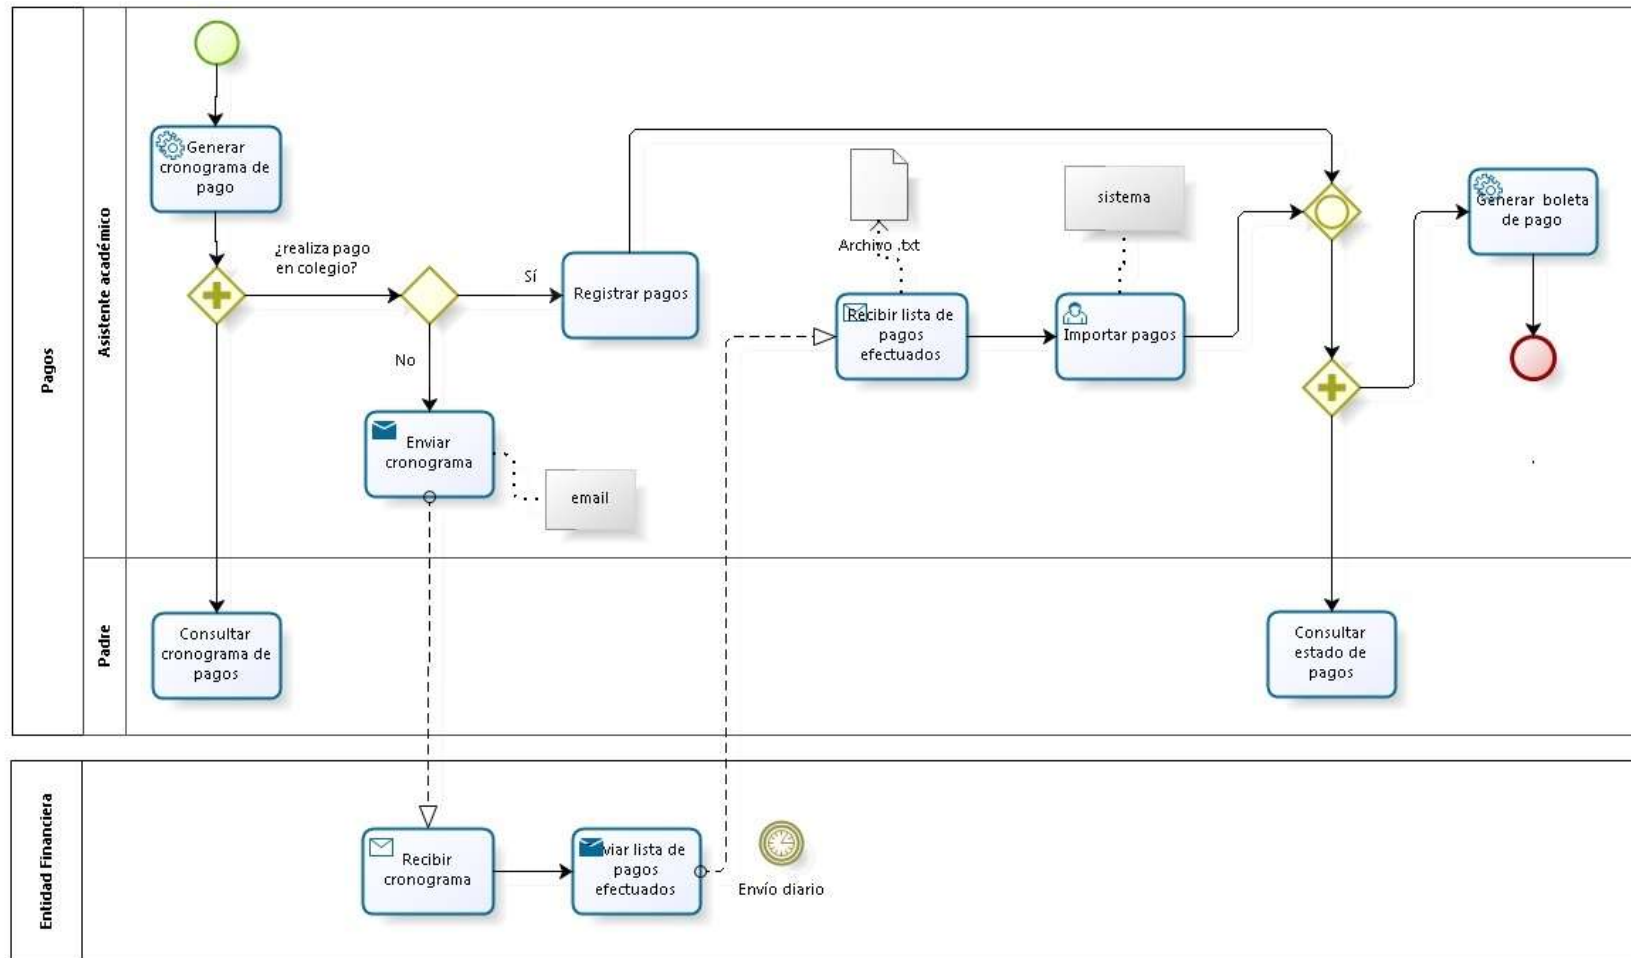 Pagos
Asistente académico
Generar
cronograma de
pago
¿realiza pago
en colegio?
Sí
No
Registrar pagos
Enviar
cronograma
email
Archivo .txt
Recibir lista de
pagos
efectuados
sistema
Importar pagos
Generar boleta
de pago
Padre
Consultar
cronograma de
pagos
Consultar
estado de
pagos
Entidad Financiera
Recibir
cronograma
viar lista de
pagos
efectuados
Envío diario